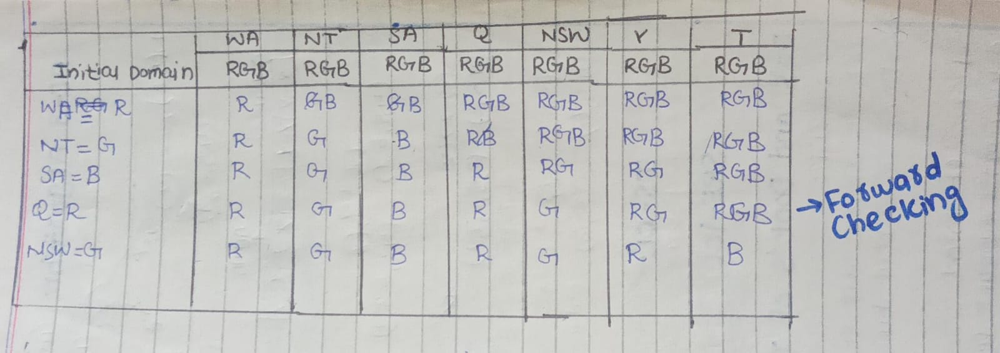 WA NT SA Q NSW V T
Initial Domain RGB RGB RGB RGB RGB RGB RGB
WA R R GB GB RGB RGB RGB RGB
NT = G R G B RB RGB RGB RGB
SA = B R G B R RG RG RGB
Q = R R G B R G RG RGB
NSW = G R G B R G R B
→ Forward
Checking